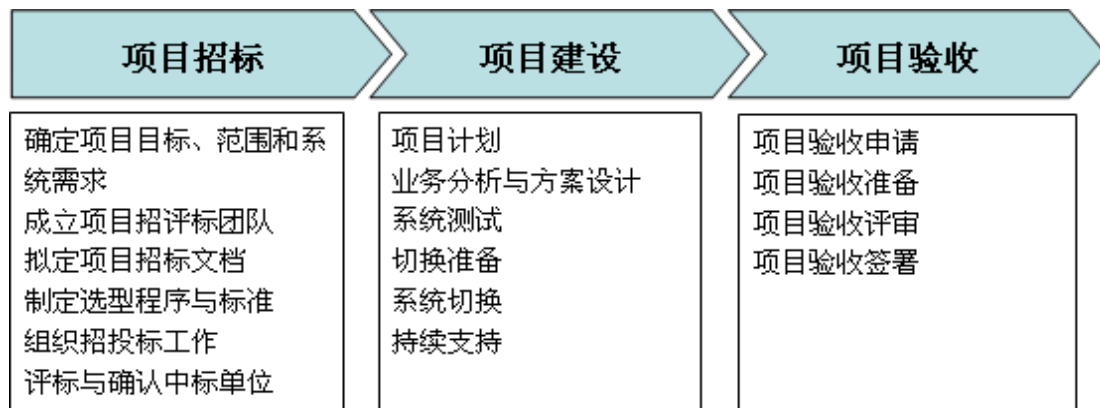 项目招标
项目建设
项目验收
确定项目目标、范围和系
统需求
成立项目招评标团队
拟定项目招标文档
制定选型程序与标准
组织招投标工作
评标与确认中标单位
项目计划
业务分析与方案设计
系统测试
切换准备
系统切换
持续支持
项目验收申请
项目验收准备
项目验收评审
项目验收签署